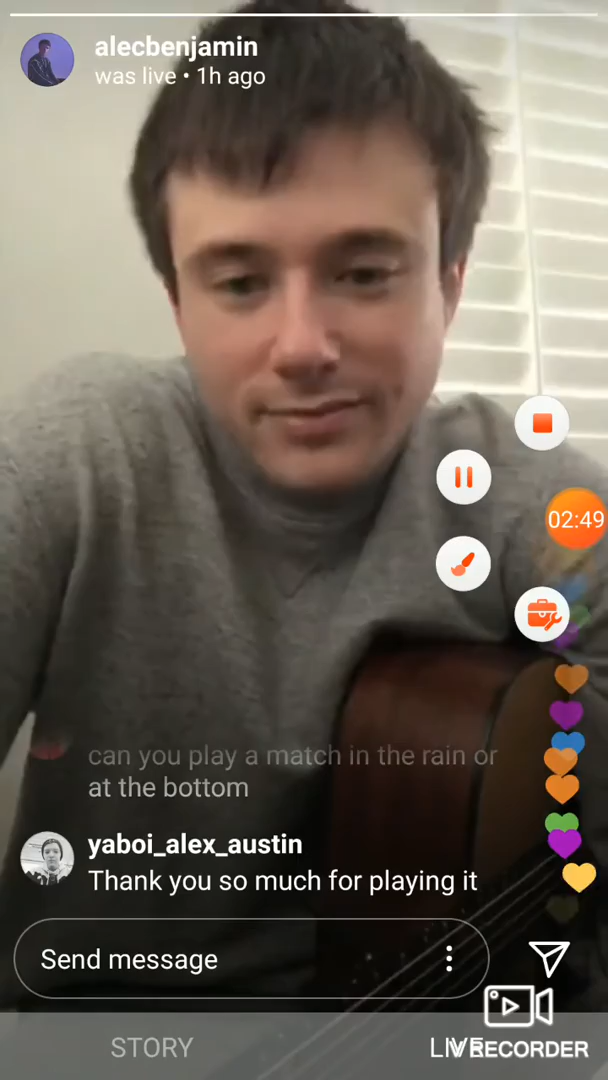 alecbenjamin
was live • 1h ago
02:49
can you play a match in the rain or
at the bottom
yaboi_alex_austin
Thank you so much for playing it
Send message
STORY
LIVE
V RECORDER